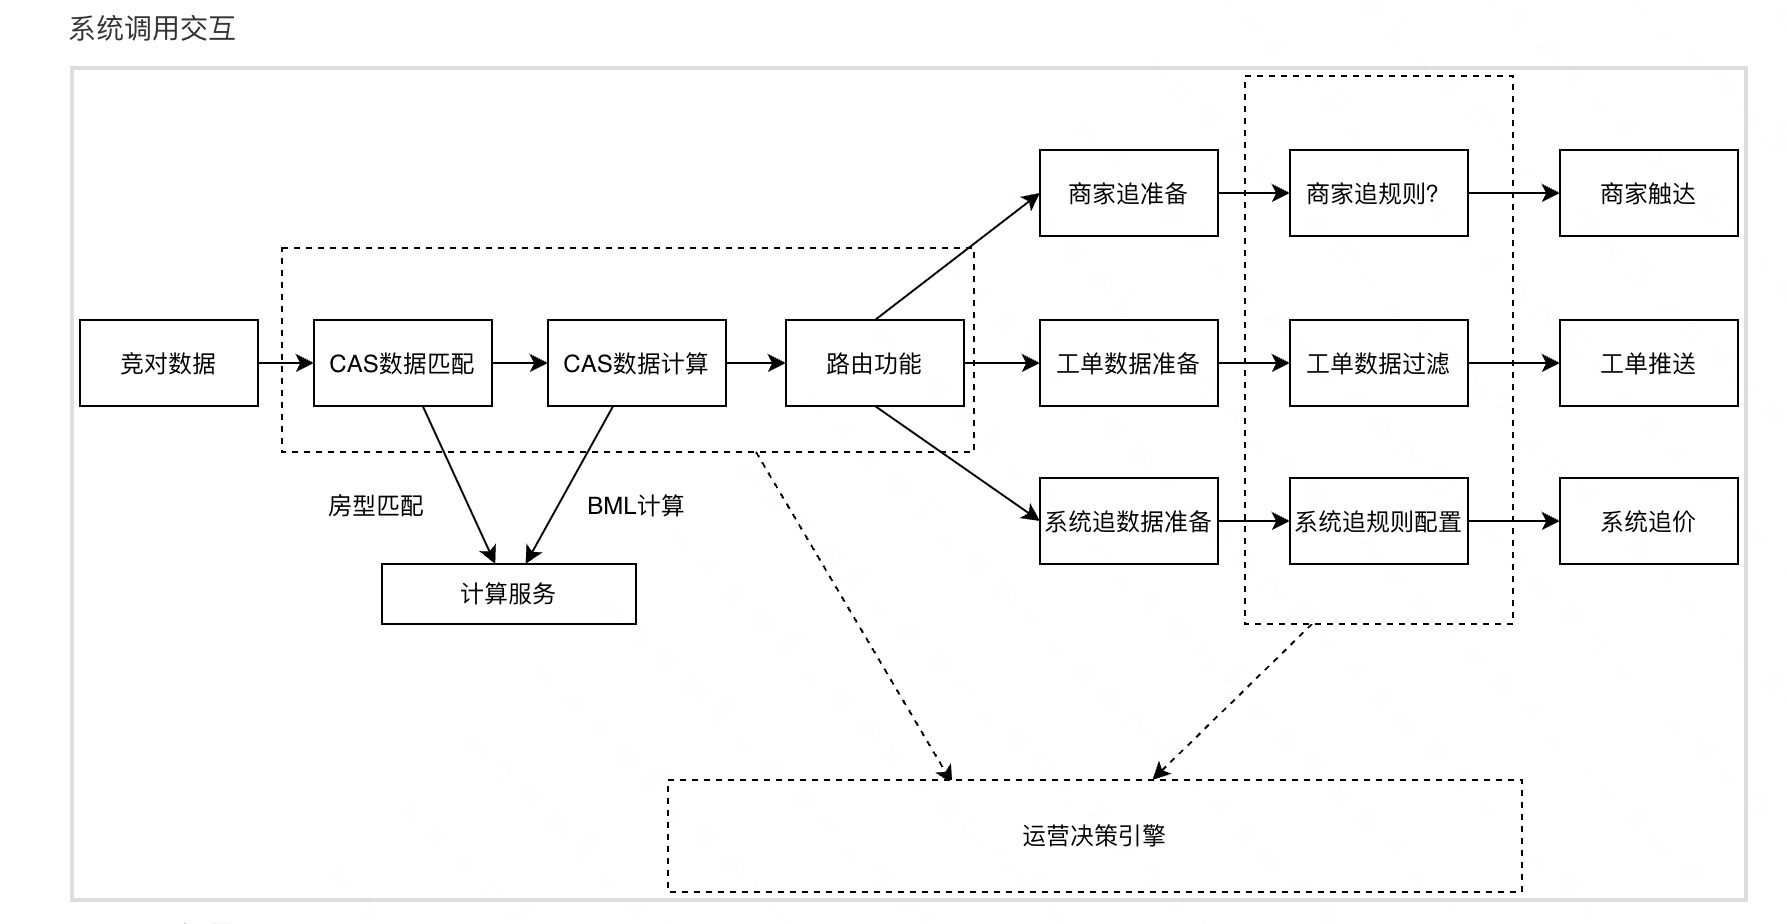 系统调用交互
商家追准备
商家追规则?
商家触达
竞对数据
CAS数据匹配
CAS数据计算
路由功能
工单数据准备
工单数据过滤
工单推送
房型匹配
BML计算
系统追数据准备
系统追规则配置
系统追价
计算服务
运营决策引擎